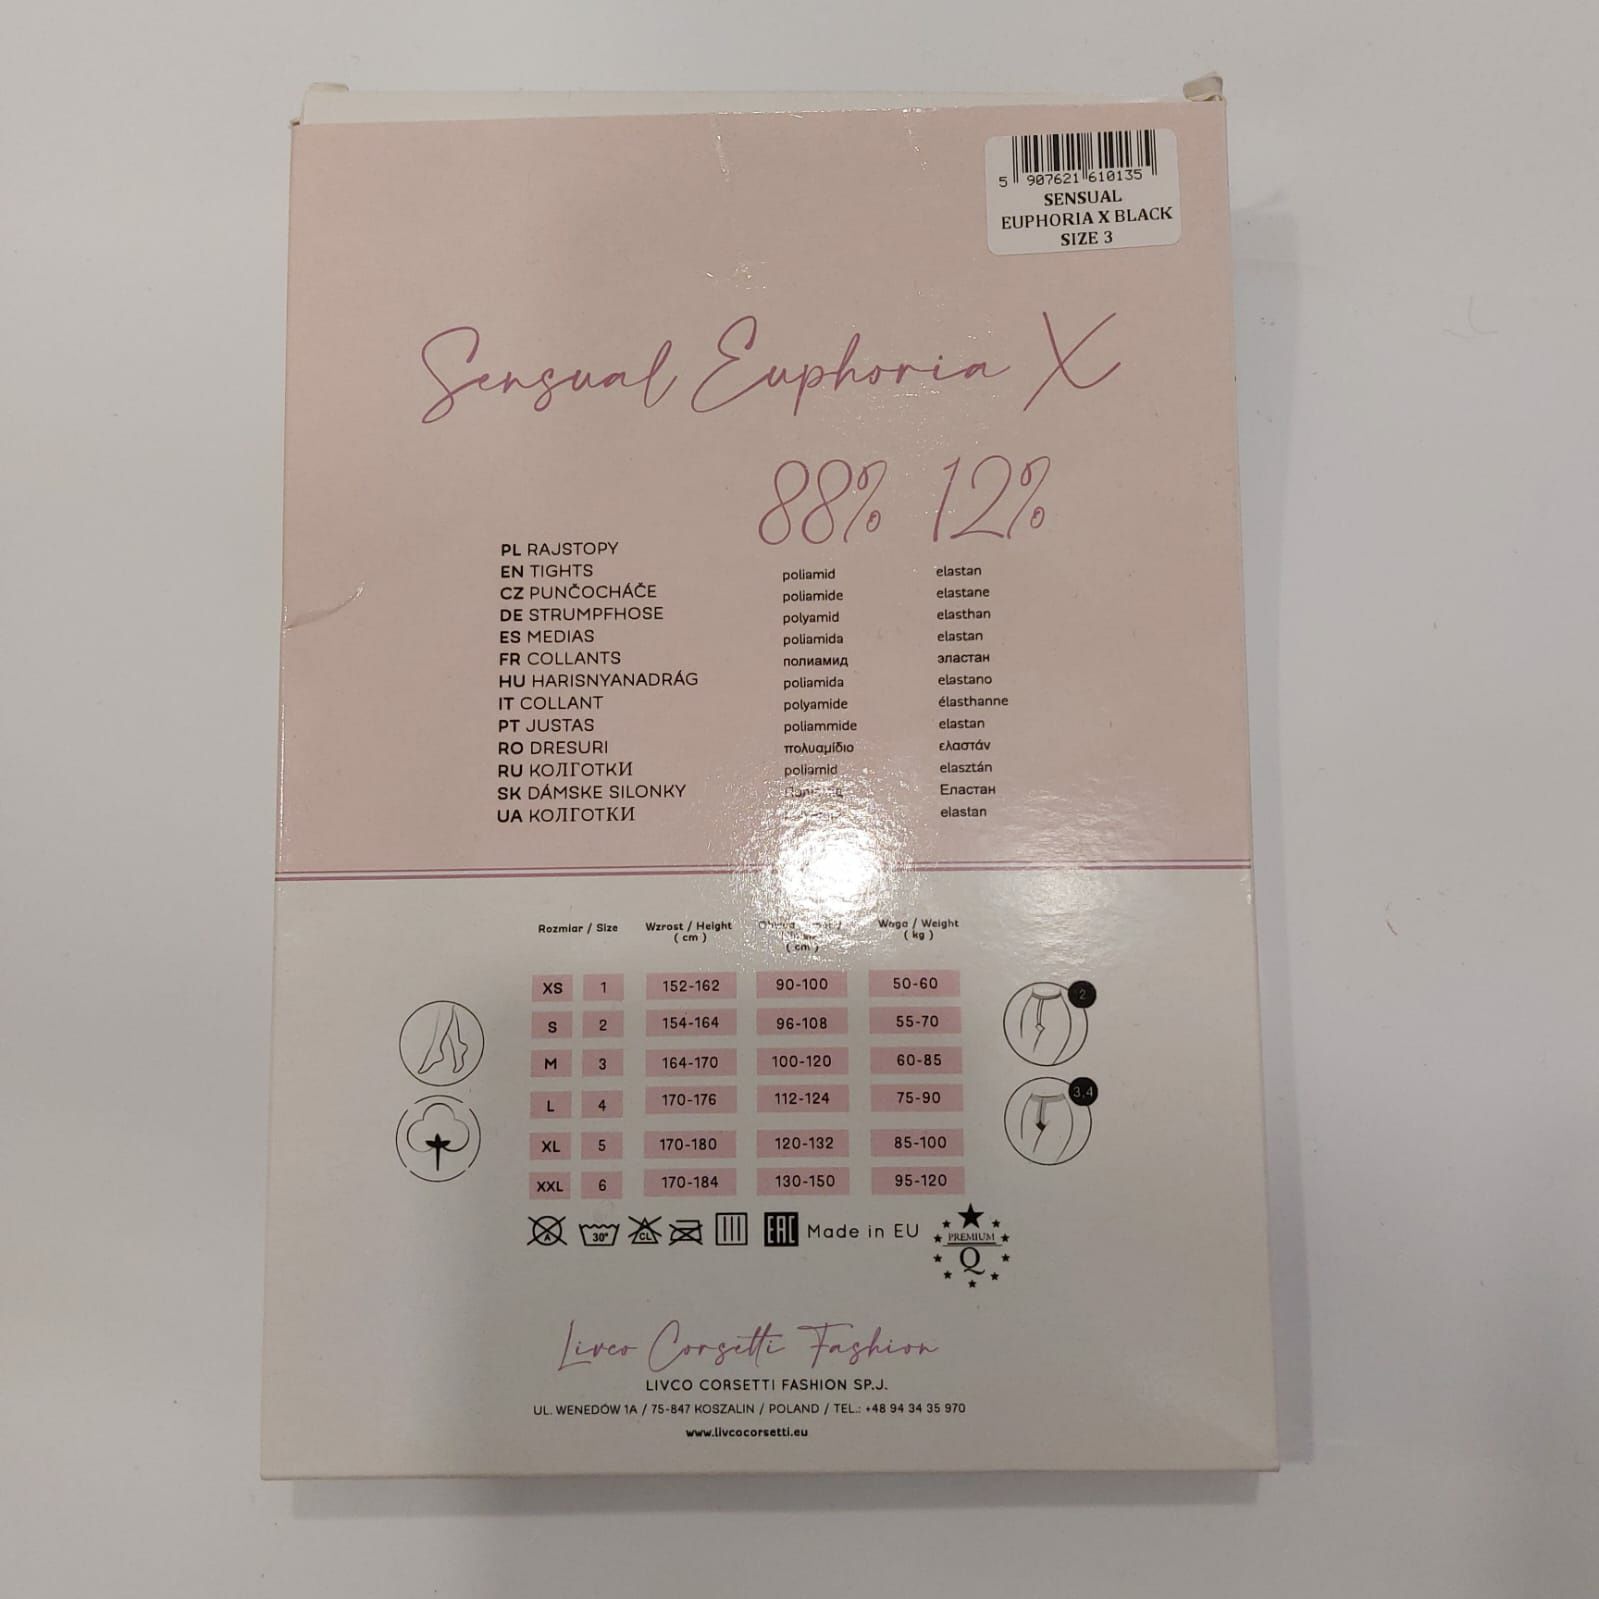 5 907621 610135
SENSUAL
EUPHORIA X BLACK
SIZE 3
Sensual Euphoria X
88% 12%
PL RAJSTOPY
EN TIGHTS poliamid elastan
CZ PUNČOCHÁČE poliamide elastane
DE STRUMPFHOSE polyamid elasthan
ES MEDIAS poliamida elastan
FR COLLANTS полиамид эластан
HU HARISNYANADRÁG poliamida elastano
IT COLLANT polyamide élasthanne
PT JUSTAS poliammide elastan
RO DRESURI πολυαμίδιο ελαστάν
RU КОЛГОТКИ poliamid elasztán
SK DÁMSKE SILONKY Еластан
UA КОЛГОТКИ elastan
Rozmiar / Size Wzrost / Height Waga / Weight
( cm ) ( cm ) ( kg )
XS 1 152-162 90-100 50-60
S 2 154-164 96-108 55-70
M 3 164-170 100-120 60-85
L 4 170-176 112-124 75-90
XL 5 170-180 120-132 85-100
XXL 6 170-184 130-150 95-120
2
3,4
A 30° CL EAC Made in EU PREMIUM
Q
Livco Corsetti Fashion
LIVCO CORSETTI FASHION SP.J.
UL. WENEDÓW 1A / 75-847 KOSZALIN / POLAND / TEL.: +48 94 34 35 970
www.livcocorsetti.eu